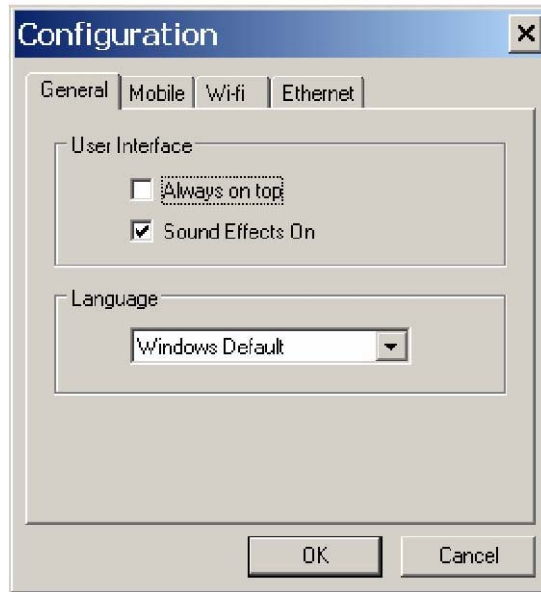 Configuration
General Mobile Wi-fi Ethernet
User Interface
Always on top
Sound Effects On
Language
Windows Default
OK Cancel